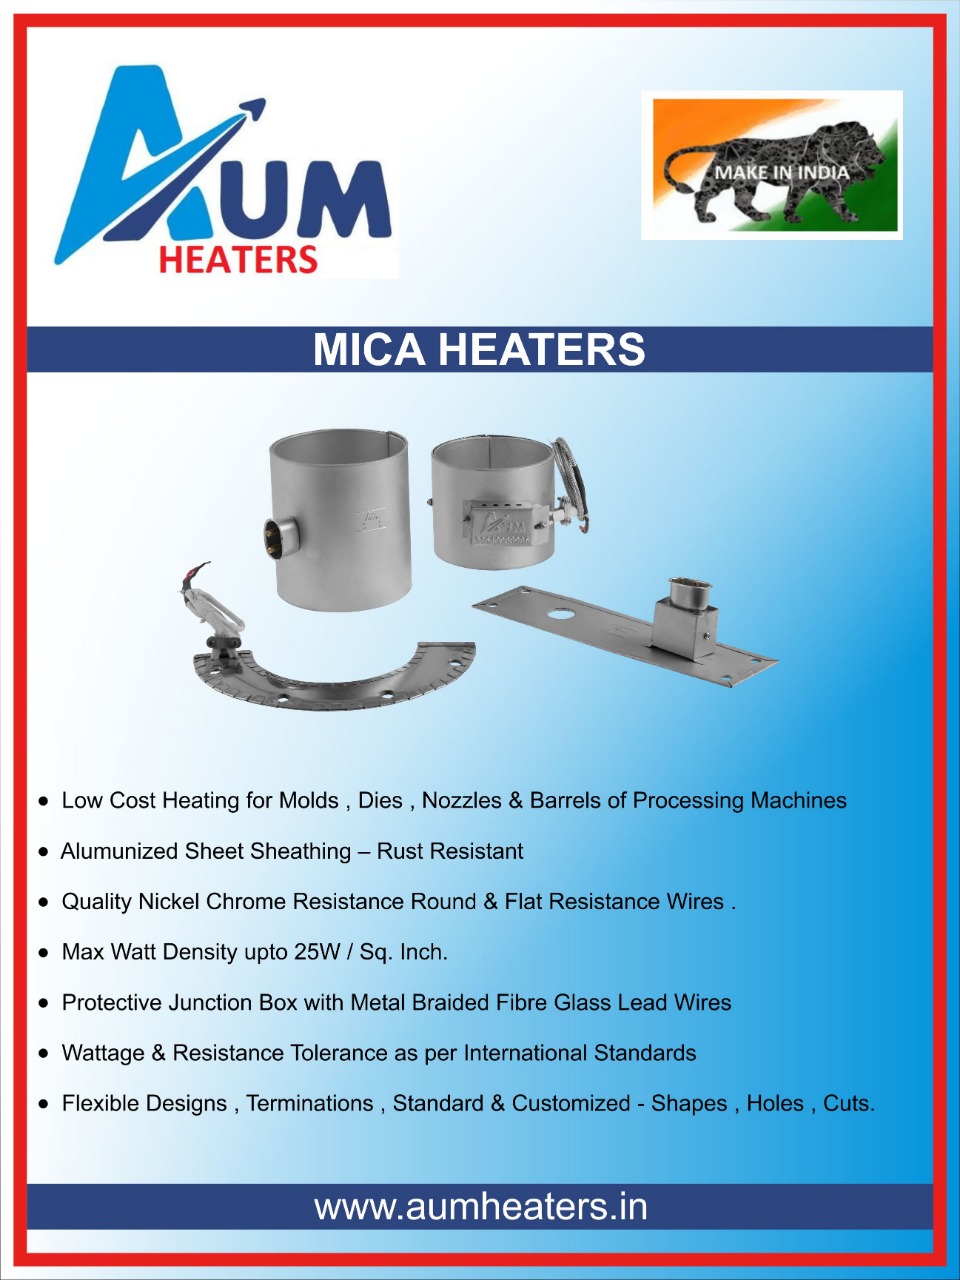 AUM
HEATERS
MAKE IN INDIA
MICA HEATERS
AUM
● Low Cost Heating for Molds , Dies , Nozzles & Barrels of Processing Machines
● Alumunized Sheet Sheathing – Rust Resistant
● Quality Nickel Chrome Resistance Round & Flat Resistance Wires .
● Max Watt Density upto 25W / Sq. Inch.
● Protective Junction Box with Metal Braided Fibre Glass Lead Wires
● Wattage & Resistance Tolerance as per International Standards
● Flexible Designs , Terminations , Standard & Customized - Shapes , Holes , Cuts.
www.aumheaters.in